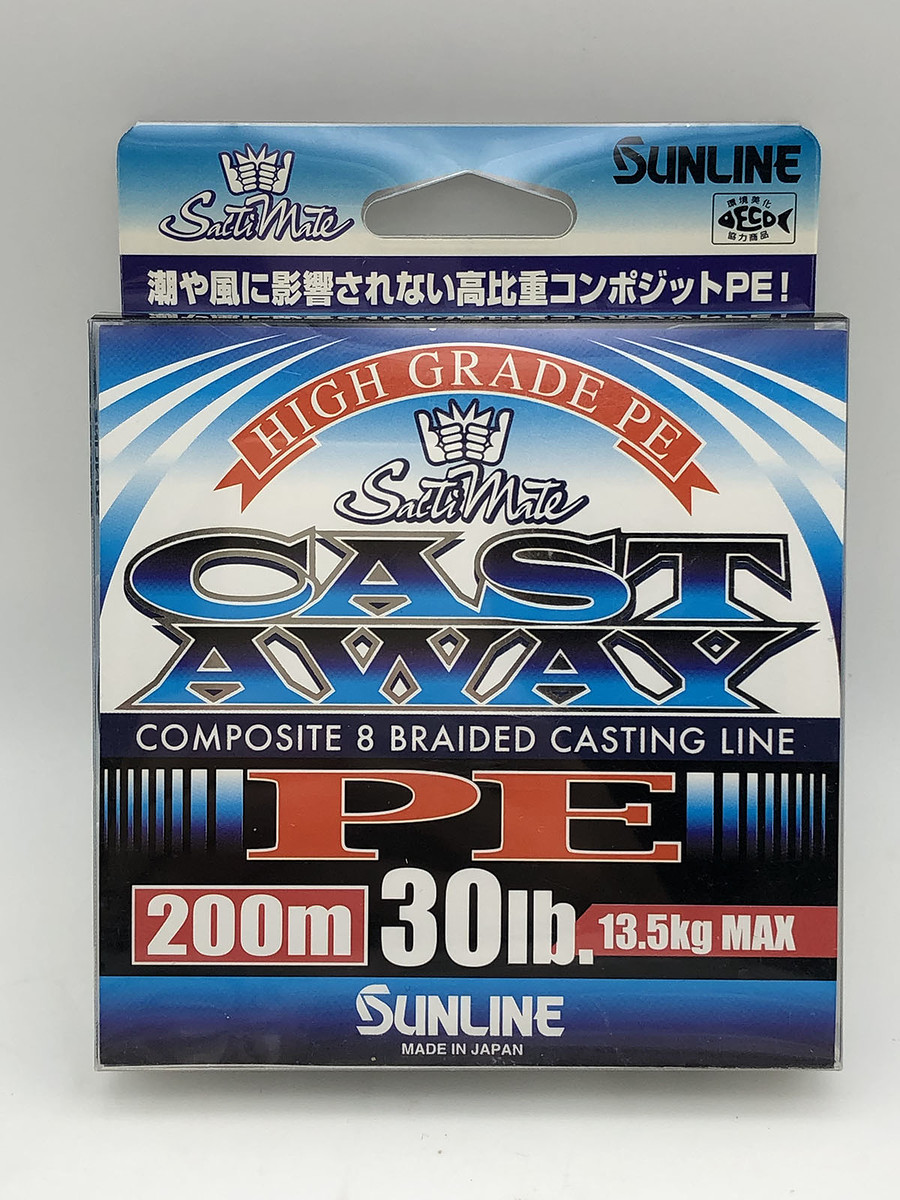 SaltiMate
SUNLINE
環境美化
ECO
協力商品
潮や風に影響されない高比重コンポジットPE!
HIGH GRADE PE
SaltiMate
CAST
AWAY
COMPOSITE 8 BRAIDED CASTING LINE
PE
200m 30lb. 13.5kg MAX
SUNLINE
MADE IN JAPAN